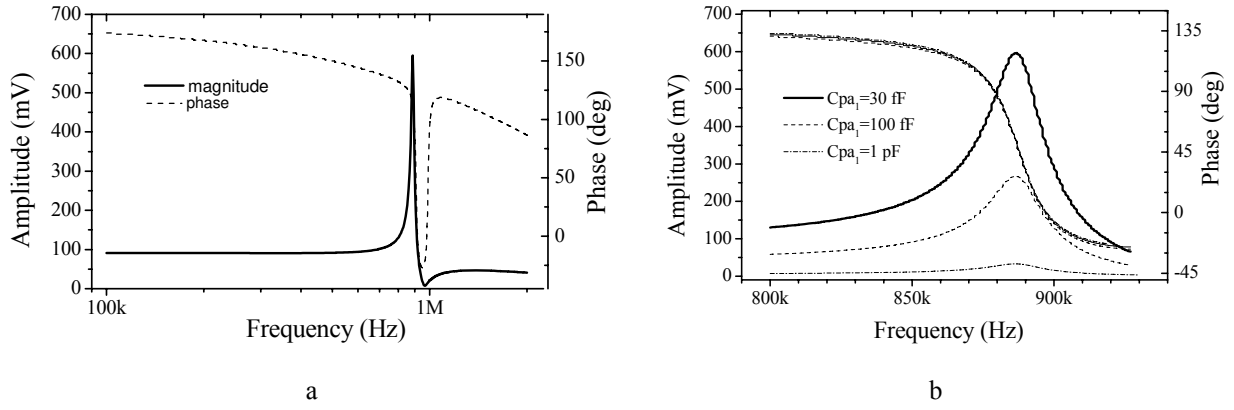 700
600
500
400
300
200
100
0
Amplitude (mV)
magnitude
phase
150
100
50
0
Phase (deg)
100k
1M
Frequency (Hz)
a
700
600
500
400
300
200
100
0
Amplitude (mV)
Cpa1=30 fF
Cpa1=100 fF
Cpa1=1 pF
135
90
45
0
-45
Phase (deg)
800k
850k
900k
Frequency (Hz)
b